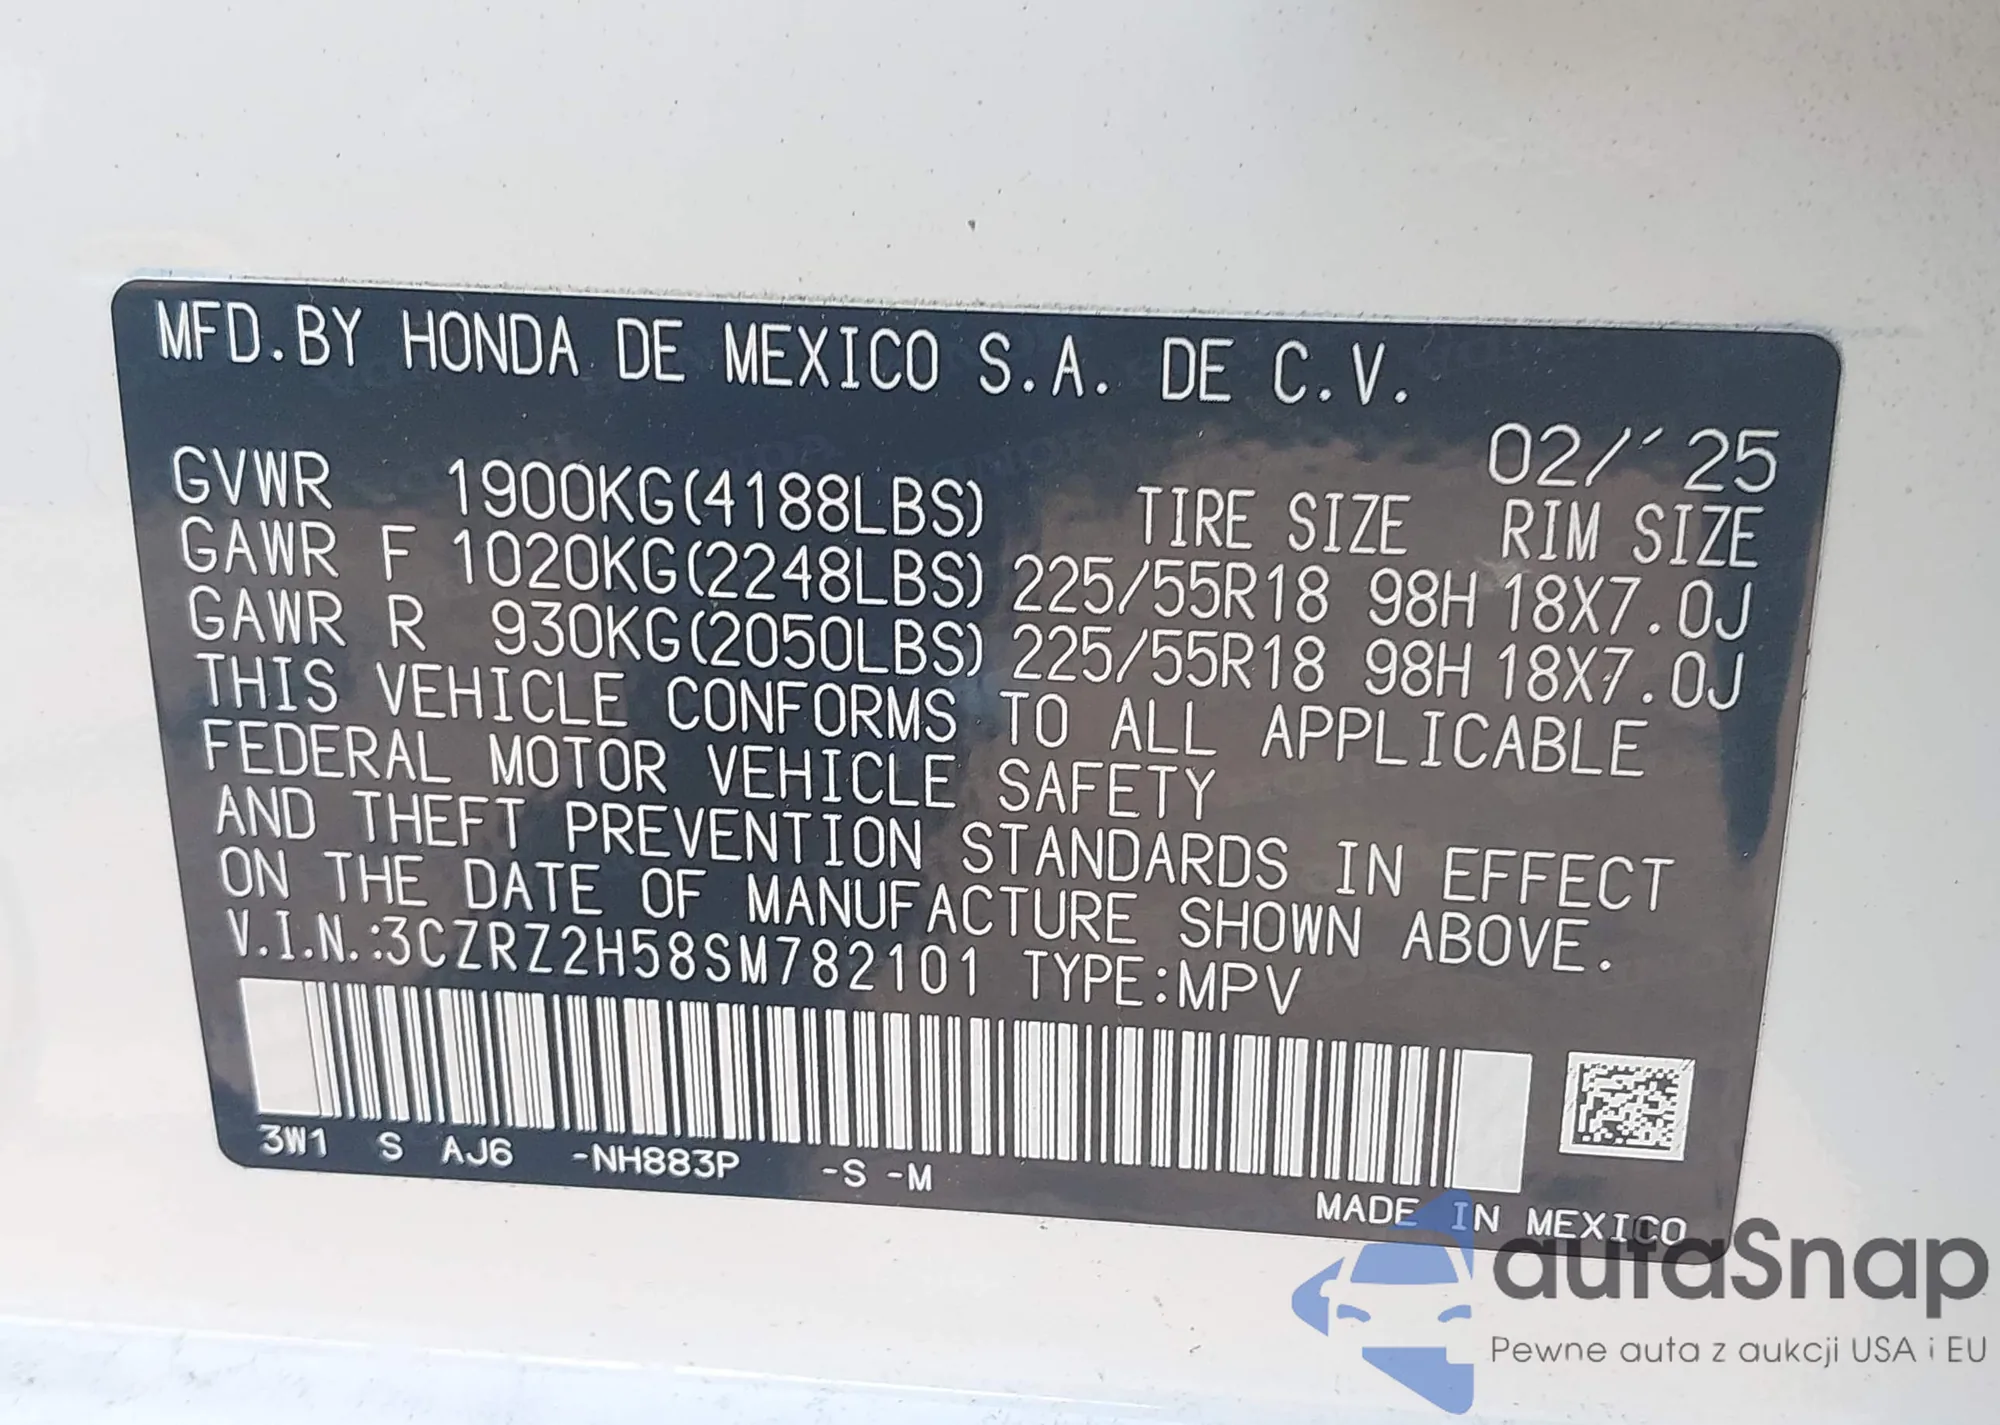 MFD.BY HONDA DE MEXICO S.A. DE C.V.
02/'25
GVWR 1900KG(4188LBS) TIRE SIZE RIM SIZE
GAWR F 1020KG(2248LBS) 225/55R18 98H 18X7.0J
GAWR R 930KG(2050LBS) 225/55R18 98H 18X7.0J
THIS VEHICLE CONFORMS TO ALL APPLICABLE
FEDERAL MOTOR VEHICLE SAFETY
AND THEFT PREVENTION STANDARDS IN EFFECT
ON THE DATE OF MANUFACTURE SHOWN ABOVE.
V.I.N.:3CZRZ2H58SM782101 TYPE:MPV
3W1 S AJ6 -NH883P -S -M
MADE IN MEXICO
autaSnap
Pewne auta z aukcji USA i EU